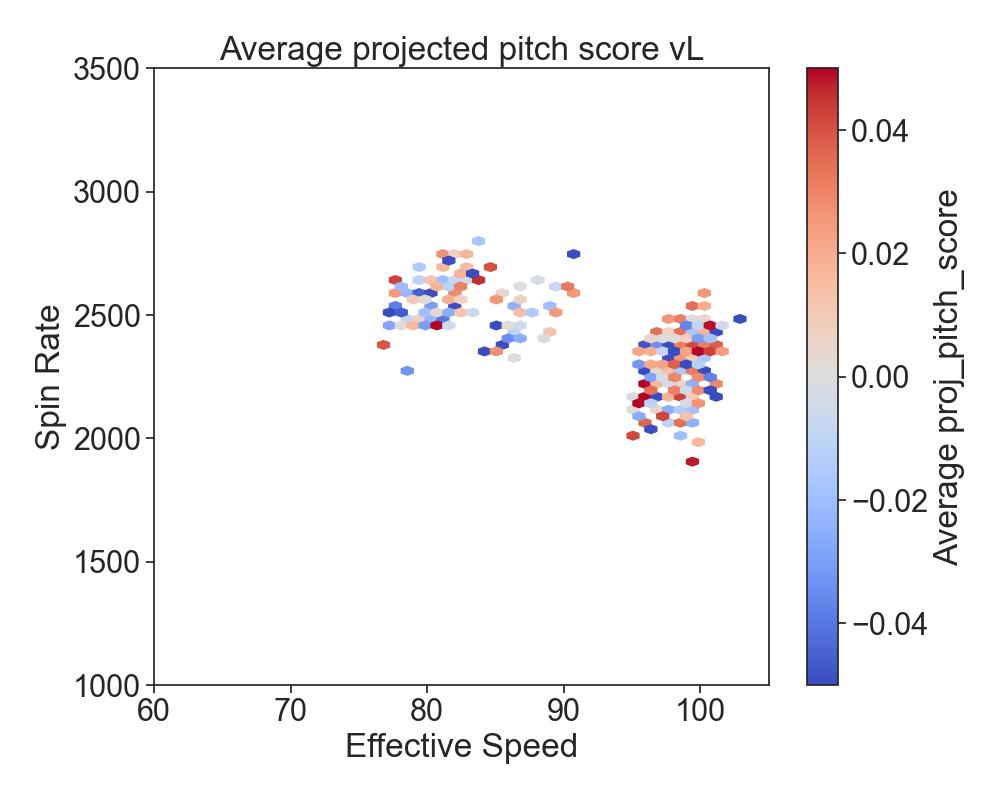 Average projected pitch score vL
3500
3000
2500
2000
1500
1000
Spin Rate
60 70 80 90 100
Effective Speed
0.04
0.02
0.00
−0.02
−0.04
Average proj_pitch_score